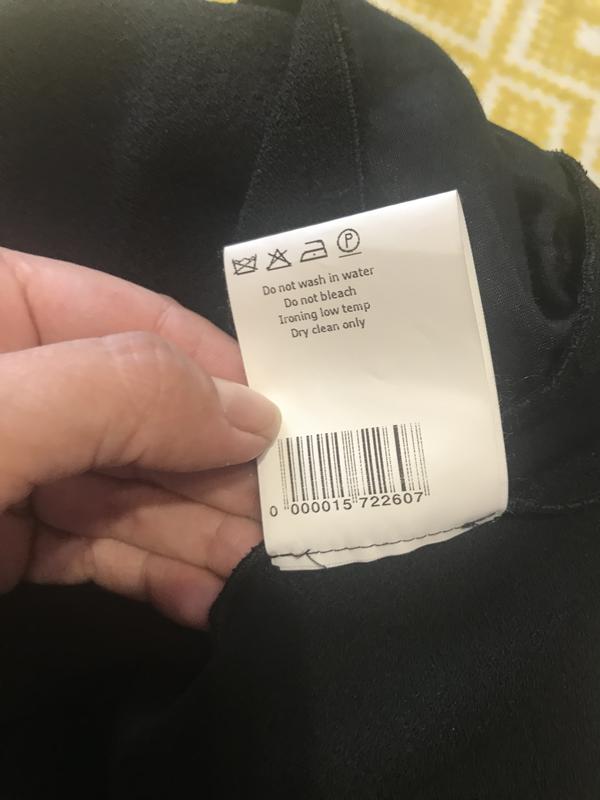 P
Do not wash in water
Do not bleach
Ironing low temp
Dry clean only
0 000015 722607